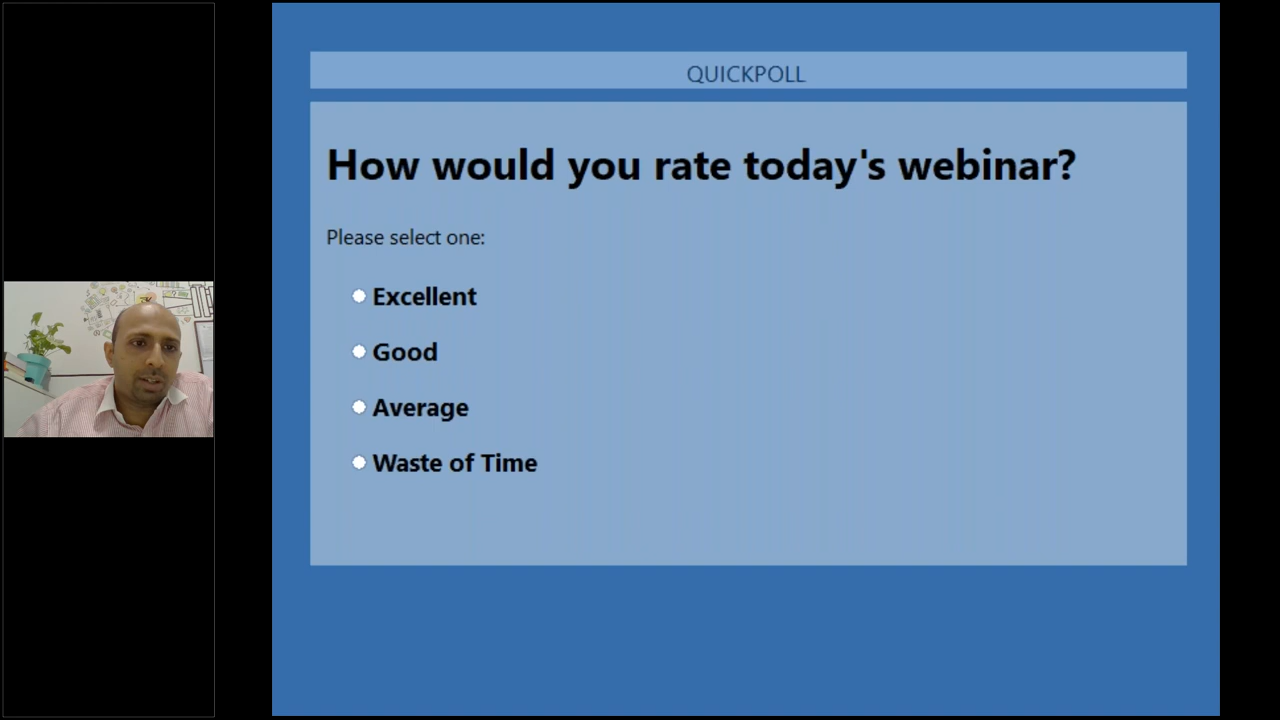 QUICKPOLL
How would you rate today's webinar?
Please select one:
Excellent
Good
Average
Waste of Time